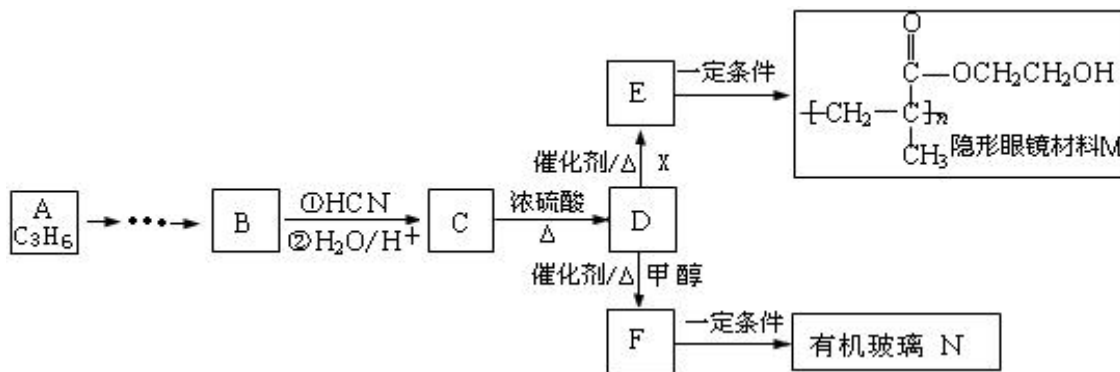 O
‖
C—OCH₂CH₂OH
⁅CH₂—C⁆ₙ
CH₃ 隐形眼镜材料M
E 一定条件
催化剂/△ X
A
C₃H₆
B ①HCN
②H₂O/H⁺
C 浓硫酸
△
D
催化剂/△ 甲醇
F 一定条件
有机玻璃 N